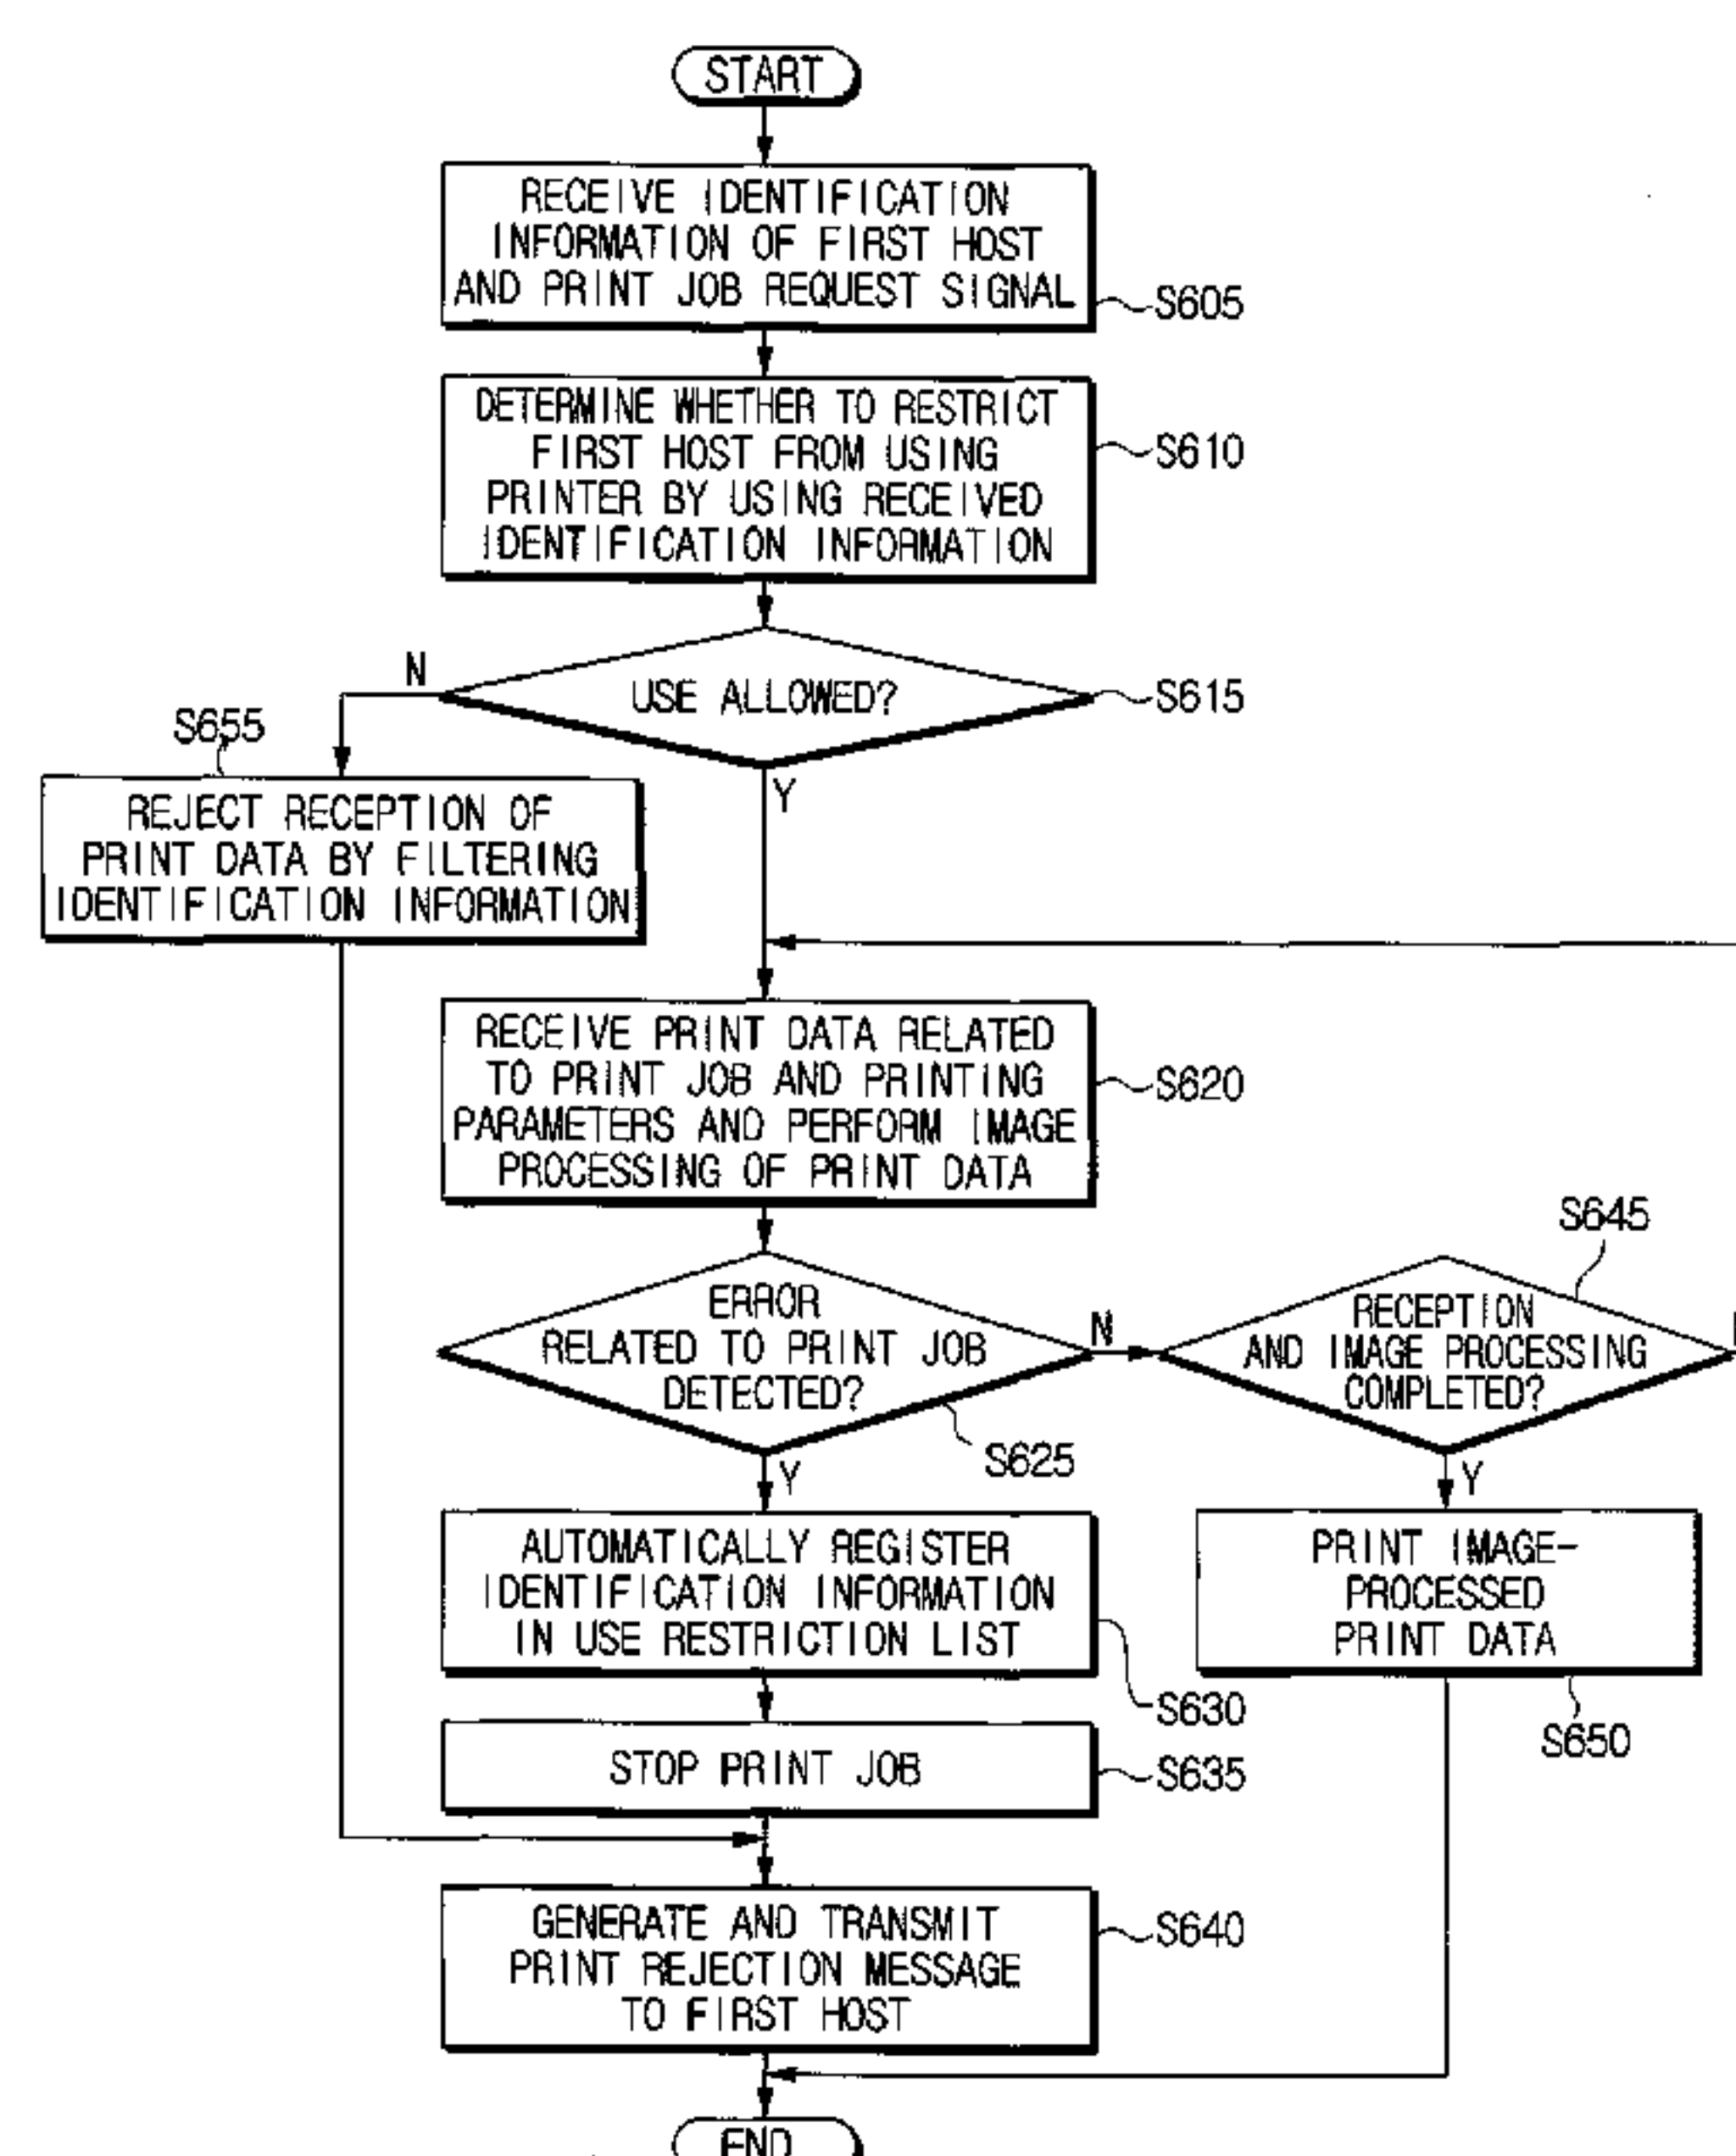 START
RECEIVE IDENTIFICATION
INFORMATION OF FIRST HOST
AND PRINT JOB REQUEST SIGNAL
S605
DETERMINE WHETHER TO RESTRICT
FIRST HOST FROM USING
PRINTER BY USING RECEIVED
IDENTIFICATION INFORMATION
S610
USE ALLOWED?
S615
N
Y
S655
REJECT RECEPTION OF
PRINT DATA BY FILTERING
IDENTIFICATION INFORMATION
RECEIVE PRINT DATA RELATED
TO PRINT JOB AND PRINTING
PARAMETERS AND PERFORM IMAGE
PROCESSING OF PRINT DATA
S620
ERROR
RELATED TO PRINT JOB
DETECTED?
S625
N
Y
S645
RECEPTION
AND IMAGE PROCESSING
COMPLETED?
Y
AUTOMATICALLY REGISTER
IDENTIFICATION INFORMATION
IN USE RESTRICTION LIST
S630
PRINT IMAGE-
PROCESSED
PRINT DATA
S650
STOP PRINT JOB
S635
GENERATE AND TRANSMIT
PRINT REJECTION MESSAGE
TO FIRST HOST
S640
END